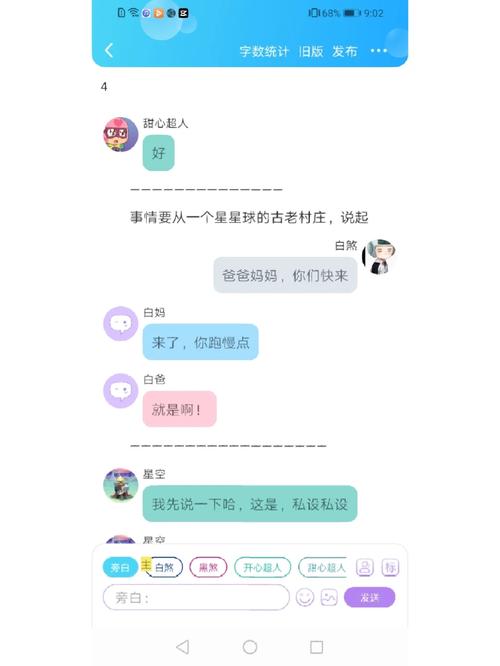 68% 9:02
字数统计 旧版 发布 ...
4
甜心超人
好
———————————————
事情要从一个星星球的古老村庄，说起
白煞
爸爸妈妈，你们快来
白妈
来了，你跑慢点
白爸
就是啊！
———————————————————
星空
我先说一下哈，这是，私设私设
星空
旁白 主 白煞 黑煞 开心超人 甜心超人 标
旁白： 发送